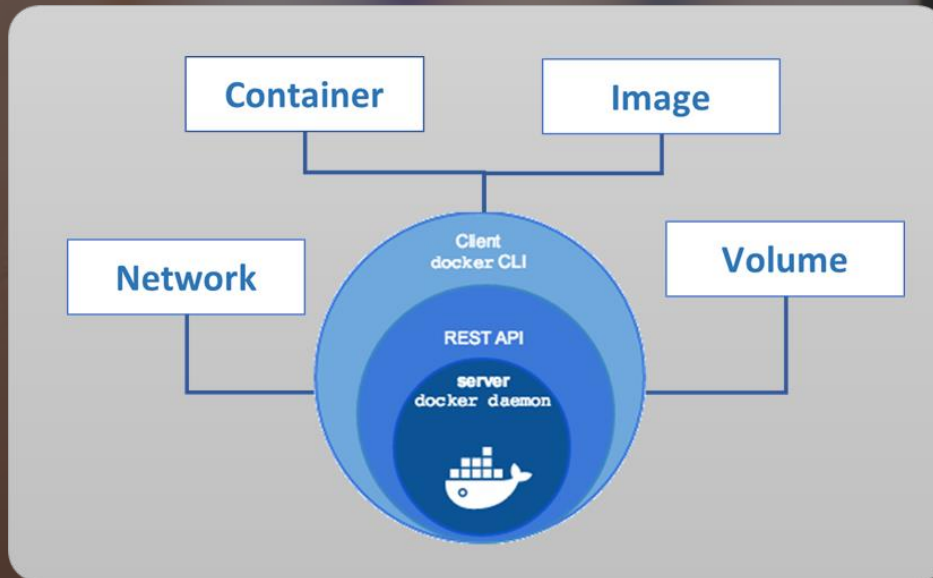 Container
Image
Network
Volume
Client
docker CLI
REST API
server
docker daemon